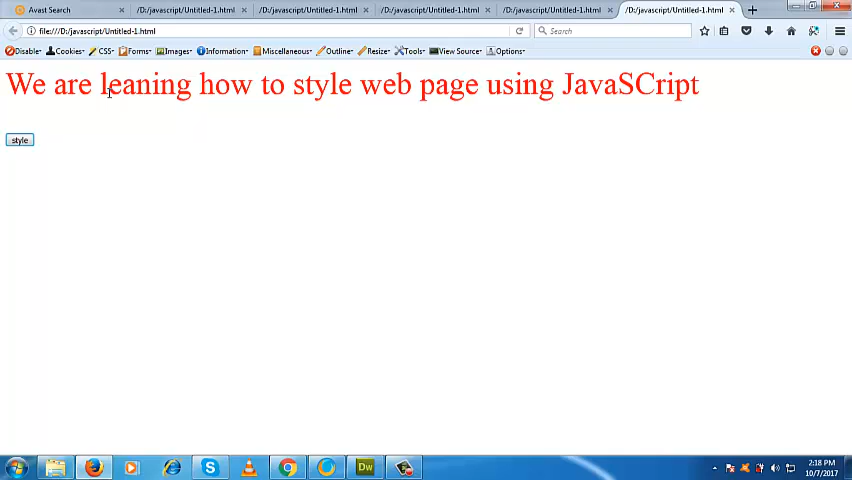 Avast Search
/D:/javascript/Untitled-1.html
/D:/javascript/Untitled-1.html
/D:/javascript/Untitled-1.html
/D:/javascript/Untitled-1.html
/D:/javascript/Untitled-1.html
file:///D:/javascript/Untitled-1.html
Search
Disable Cookies CSS Forms Images Information Miscellaneous Outline Resize Tools View Source Options
We are leaning how to style web page using JavaSCript
style
Dw
2:18 PM
10/7/2017